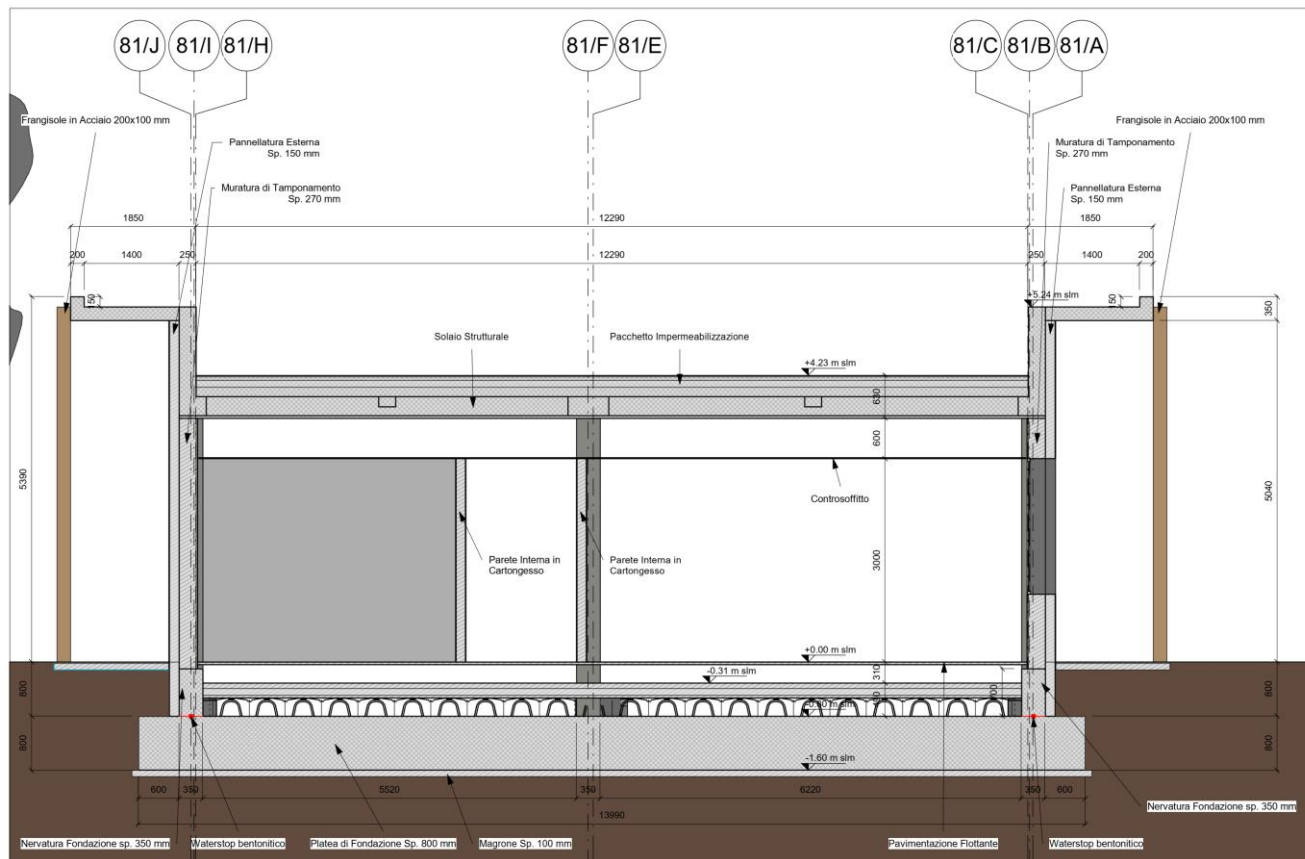 81/J 81/I 81/H 81/F 81/E 81/C 81/B 81/A
Frangisole in Acciaio 200x100 mm
Frangisole in Acciaio 200x100 mm
Pannellatura Esterna
Sp. 150 mm
Muratura di Tamponamento
Sp. 270 mm
Muratura di Tamponamento
Sp. 270 mm
Pannellatura Esterna
Sp. 150 mm
1850 12290 1850
200 1400 250 12290 250 1400 200
150
+5.24 m slm
150
350
Solaio Strutturale
Pacchetto Impermeabilizzazione
+4.23 m slm
630
600
5390
5040
Controsoffitto
Parete Interna in
Cartongesso
Parete Interna in
Cartongesso
3000
+0.00 m slm
310
-0.31 m slm
700
-0.80 m slm
600
800
600
800
-1.60 m slm
600 350 5520 350 6220 350 600
13990
Nervatura Fondazione sp. 350 mm
Nervatura Fondazione sp. 350 mm
Waterstop bentonitico
Platea di Fondazione Sp. 800 mm
Magrone Sp. 100 mm
Pavimentazione Flottante
Waterstop bentonitico